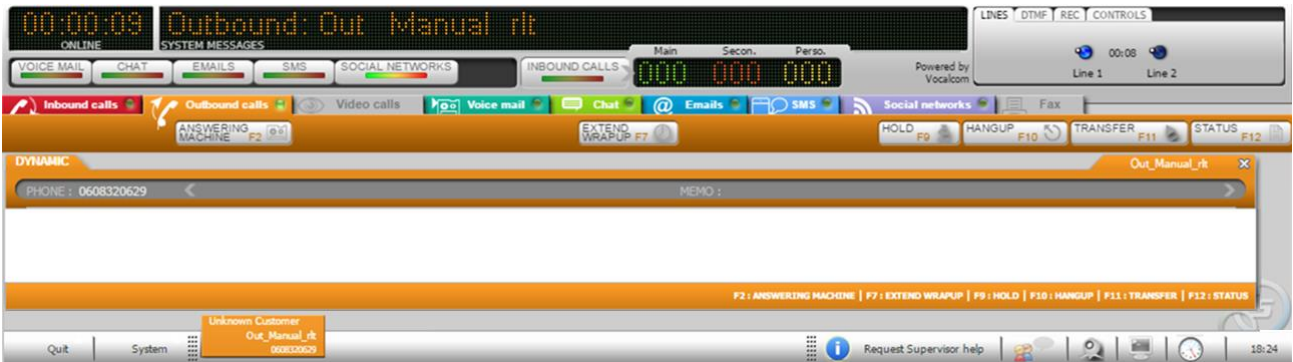 00:00:09 Outbound: Out_Manual_rlt
ONLINE SYSTEM MESSAGES
LINES DTMF REC CONTROLS
00:08
Line 1 Line 2
Main Secon. Perso.
000 000 000
VOICE MAIL CHAT EMAILS SMS SOCIAL NETWORKS INBOUND CALLS
Powered by
Vocalcom
Inbound calls Outbound calls Video calls Voice mail Chat Emails SMS Social networks Fax
ANSWERING
MACHINE F2
EXTEND
WRAPUP F7
HOLD F9
HANGUP F10
TRANSFER F11
STATUS F12
DYNAMIC Out_Manual_rlt
PHONE : 0608320629 MEMO :
F2 : ANSWERING MACHINE | F7 : EXTEND WRAPUP | F9 : HOLD | F10 : HANGUP | F11 : TRANSFER | F12 : STATUS
Unknown Customer
Out_Manual_rlt
0608320629
Quit System Request Supervisor help 18:24